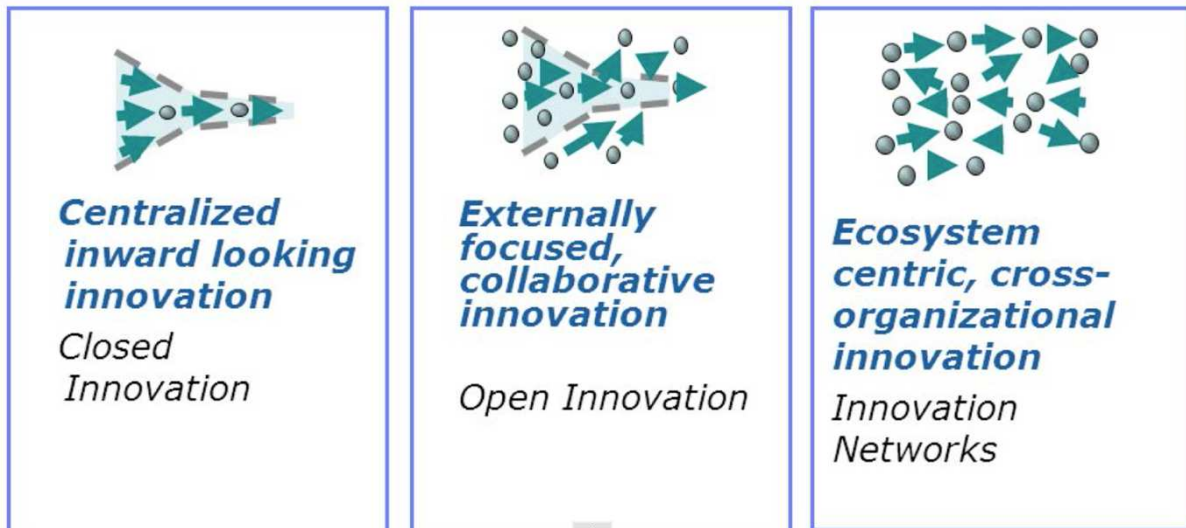 Centralized
inward looking
innovation
Closed
Innovation
Externally
focused,
collaborative
innovation
Open Innovation
Ecosystem
centric, cross-
organizational
innovation
Innovation
Networks